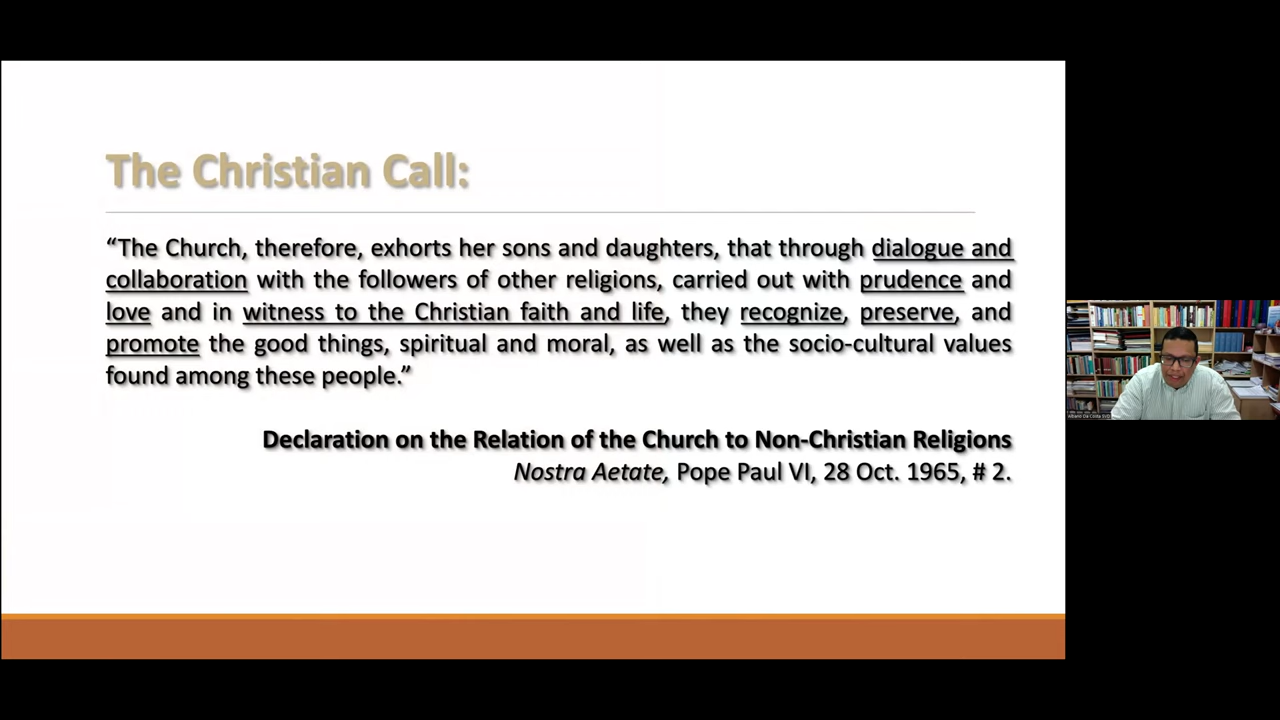 The Christian Call:
“The Church, therefore, exhorts her sons and daughters, that through dialogue and
collaboration with the followers of other religions, carried out with prudence and
love and in witness to the Christian faith and life, they recognize, preserve, and
promote the good things, spiritual and moral, as well as the socio-cultural values
found among these people.”
Declaration on the Relation of the Church to Non-Christian Religions
Nostra Aetate, Pope Paul VI, 28 Oct. 1965, # 2.
Da Costa SVD